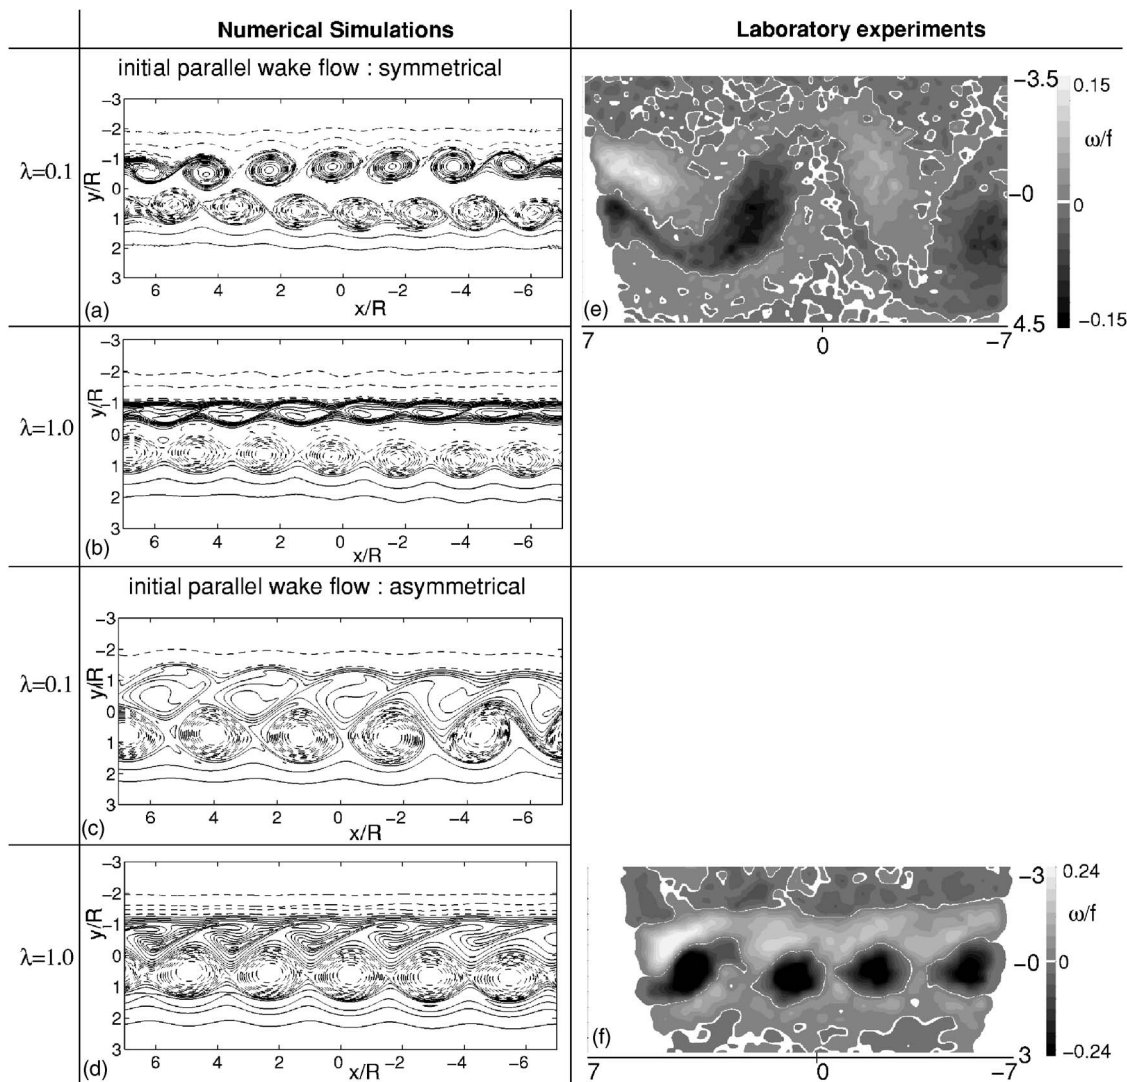 Numerical Simulations
Laboratory experiments
initial parallel wake flow : symmetrical
λ=0.1
y/R
−3
−2
−1
0
1
2
3
6 4 2 0 −2 −4 −6
x/R
(a)
−3.5
−0
4.5
7 0 −7
(e)
0.15
ω/f
0
−0.15
λ=1.0
y/R
−3
−2
−1
0
1
2
3
6 4 2 0 −2 −4 −6
x/R
(b)
initial parallel wake flow : asymmetrical
λ=0.1
y/R
−3
−2
−1
0
1
2
3
6 4 2 0 −2 −4 −6
x/R
(c)
λ=1.0
y/R
−3
−2
−1
0
1
2
3
6 4 2 0 −2 −4 −6
x/R
(d)
−3
−0
3
7 0 −7
(f)
0.24
ω/f
0
−0.24